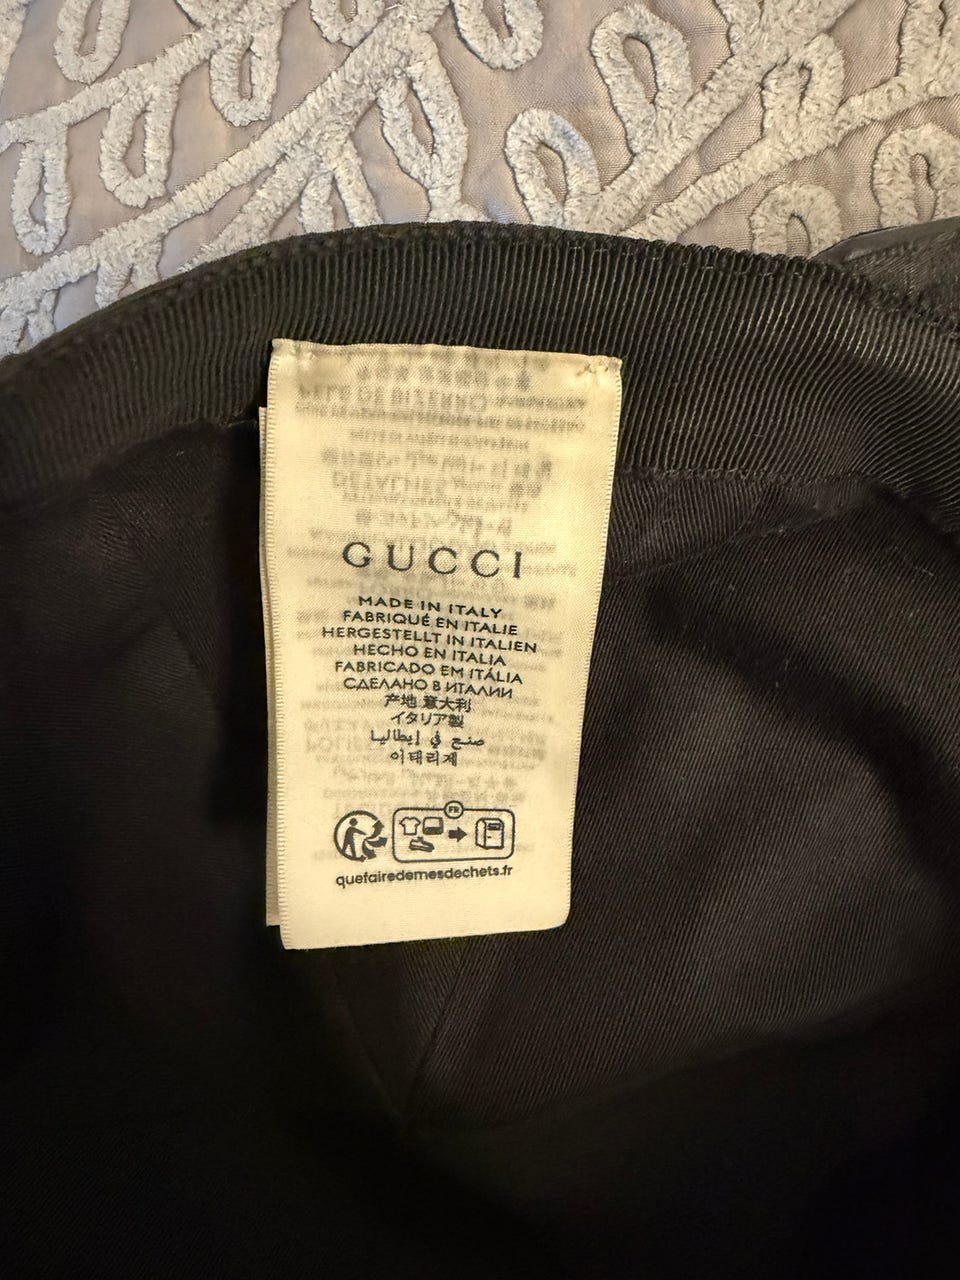 GUCCI
MADE IN ITALY
FABRIQUÉ EN ITALIE
HERGESTELLT IN ITALIEN
HECHO EN ITALIA
FABRICADO EM ITÁLIA
СДЕЛАНО В ИТАЛИИ
产地 意大利
イタリア製
صنع في إيطاليا
이태리제
FR
quefairedemesdechets.fr